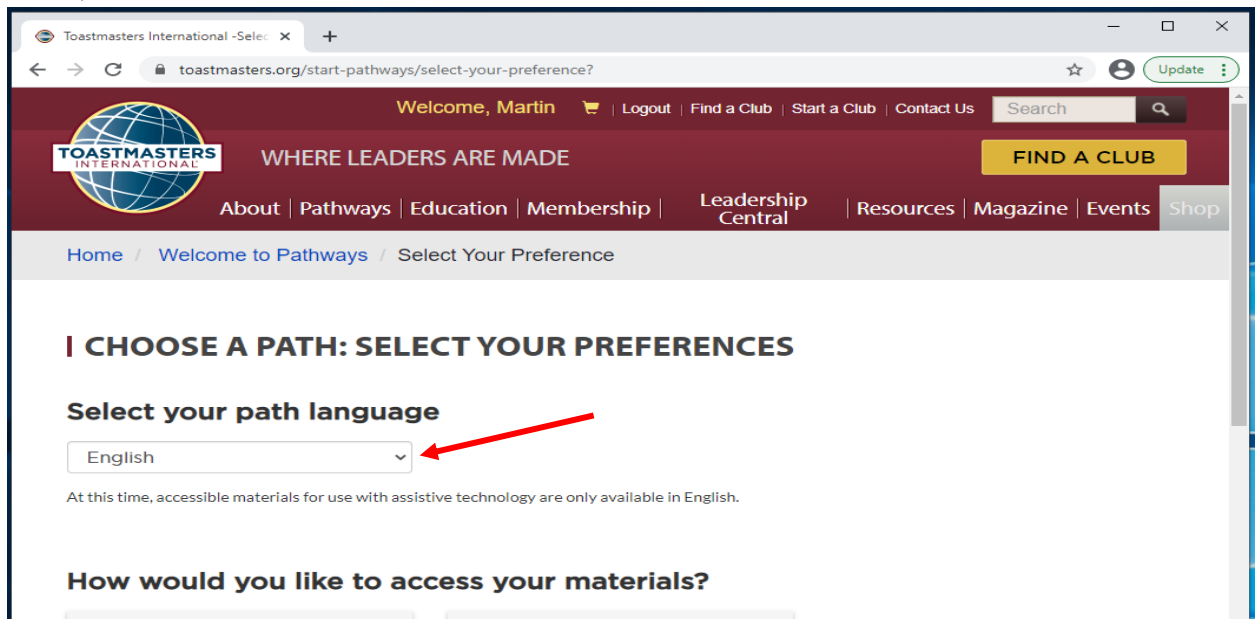 Toastmasters International -Selec
toastmasters.org/start-pathways/select-your-preference?
Update
Welcome, Martin | Logout | Find a Club | Start a Club | Contact Us Search
TOASTMASTERS
INTERNATIONAL
WHERE LEADERS ARE MADE
FIND A CLUB
About | Pathways | Education | Membership | Leadership Central | Resources | Magazine | Events Shop
Home / Welcome to Pathways / Select Your Preference
CHOOSE A PATH: SELECT YOUR PREFERENCES
Select your path language
English
At this time, accessible materials for use with assistive technology are only available in English.
How would you like to access your materials?